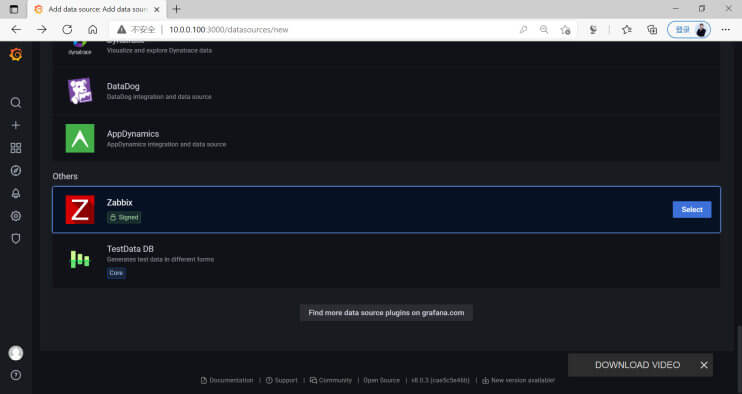 Add data source: Add data sour
不安全
10.0.0.100:3000/datasources/new
登录
dynatrace
Visualize and explore Dynatrace data
DataDog
DataDog integration and data source
AppDynamics
AppDynamics integration and data source
Others
Zabbix
Signed
Select
TestData DB
Generates test data in different forms
Core
Find more data source plugins on grafana.com
DOWNLOAD VIDEO
Documentation | Support | Community | Open Source | v8.0.3 (cae5c5e46b) | New version available!